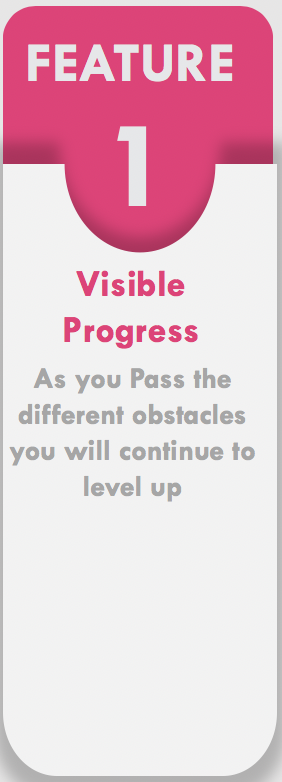 FEATURE
1
Visible
Progress
As you Pass the
different obstacles
you will continue to
level up